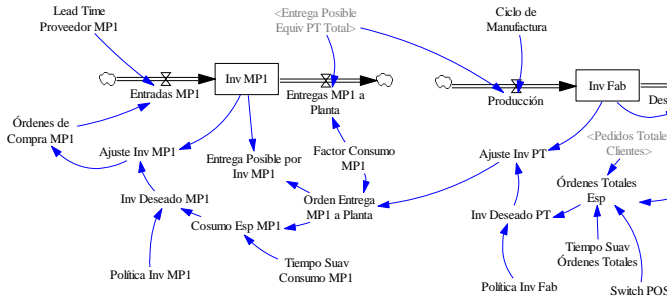 Lead Time
Proveedor MP1
<Entrega Posible
Equiv PT Total>
Ciclo de
Manufactura
Inv MP1
Inv Fab
Entradas MP1
Entregas MP1 a
Planta
Producción
Des
Órdenes de
Compra MP1
Ajuste Inv MP1
Entrega Posible por
Inv MP1
Factor Consumo
MP1
Ajuste Inv PT
<Pedidos Totale
Clientes>
Inv Deseado MP1
Orden Entrega
MP1 a Planta
Inv Deseado PT
Órdenes Totales
Esp
Cosumo Esp MP1
Política Inv MP1
Tiempo Suav
Consumo MP1
Tiempo Suav
Órdenes Totales
Política Inv Fab
Switch POS